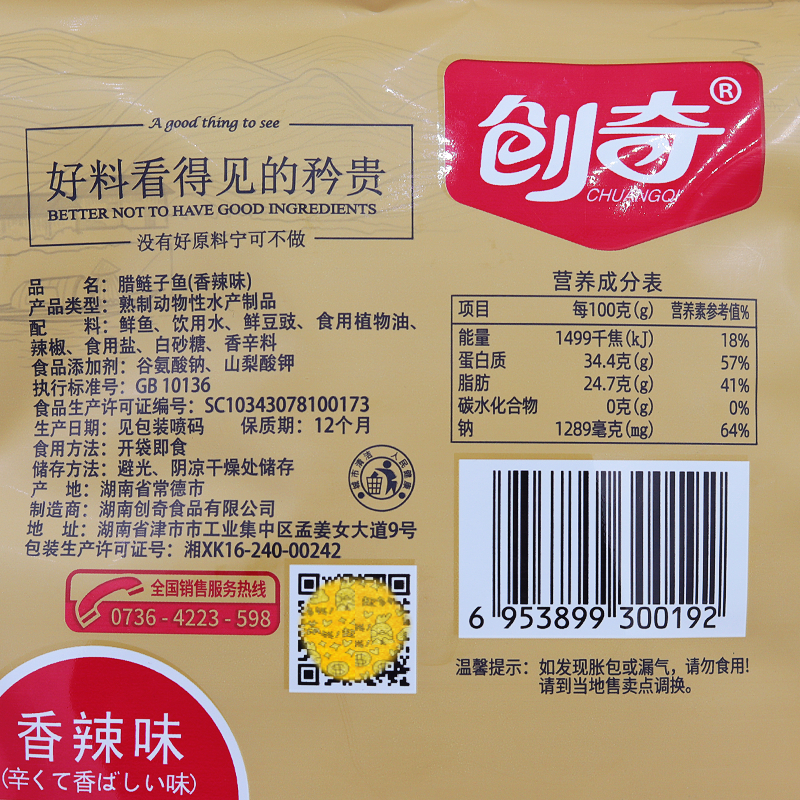 A good thing to see
好料看得见的矜贵
BETTER NOT TO HAVE GOOD INGREDIENTS
没有好原料宁可不做
创奇®
CHUANGQI
品 名：腊鲢子鱼(香辣味)
产品类型：熟制动物性水产制品
配 料：鲜鱼、饮用水、鲜豆豉、食用植物油、
辣椒、食用盐、白砂糖、香辛料
食品添加剂：谷氨酸钠、山梨酸钾
执行标准号：GB 10136
食品生产许可证编号：SC10343078100173
生产日期：见包装喷码 保质期：12个月
食用方法：开袋即食
储存方法：避光、阴凉干燥处储存
产 地：湖南省常德市
制造商：湖南创奇食品有限公司
地 址：湖南省津市市工业集中区孟姜女大道9号
包装生产许可证号：湘XK16-240-00242
城市清洁 人民健康
全国销售服务热线
0736-4223-598
营养成分表
项目 每100克(g) 营养素参考值%
能量 1499千焦(kJ) 18%
蛋白质 34.4克(g) 57%
脂肪 24.7克(g) 41%
碳水化合物 0克(g) 0%
钠 1289毫克(mg) 64%
6 953899 300192
温馨提示：如发现胀包或漏气，请勿食用!
请到当地售卖点调换。
香辣味
(辛くて香ばしい味)